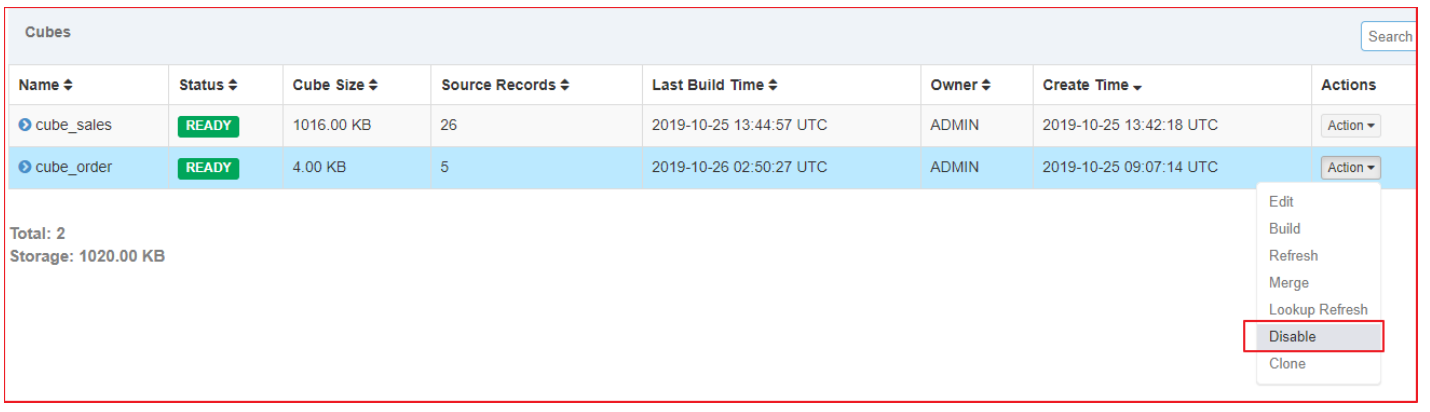 Cubes
Search
Name Status Cube Size Source Records Last Build Time Owner Create Time Actions
cube_sales READY 1016.00 KB 26 2019-10-25 13:44:57 UTC ADMIN 2019-10-25 13:42:18 UTC Action
cube_order READY 4.00 KB 5 2019-10-26 02:50:27 UTC ADMIN 2019-10-25 09:07:14 UTC Action
Edit
Build
Refresh
Merge
Lookup Refresh
Disable
Clone
Total: 2
Storage: 1020.00 KB